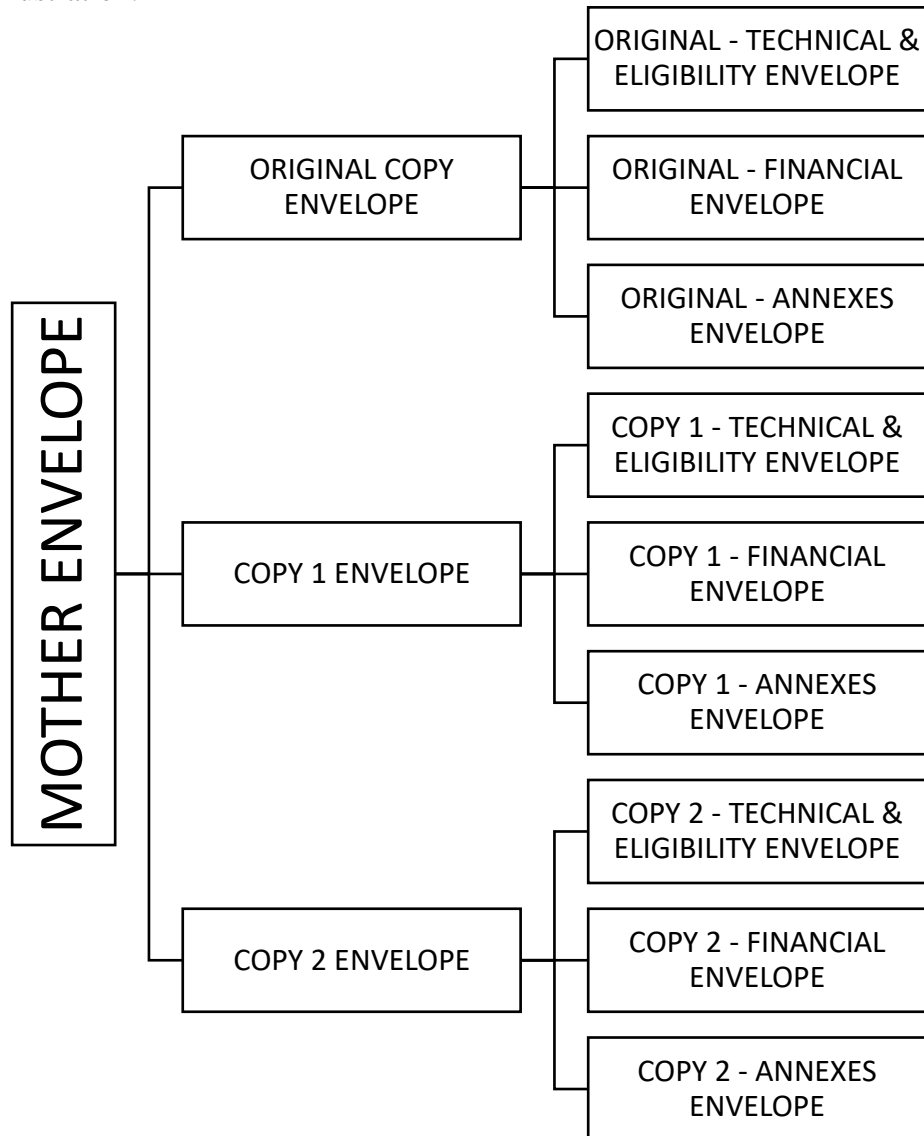 ORIGINAL - TECHNICAL &
ELIGIBILITY ENVELOPE
ORIGINAL COPY
ENVELOPE
ORIGINAL - FINANCIAL
ENVELOPE
ORIGINAL - ANNEXES
ENVELOPE
MOTHER ENVELOPE
COPY 1 - TECHNICAL &
ELIGIBILITY ENVELOPE
COPY 1 ENVELOPE
COPY 1 - FINANCIAL
ENVELOPE
COPY 1 - ANNEXES
ENVELOPE
COPY 2 - TECHNICAL &
ELIGIBILITY ENVELOPE
COPY 2 ENVELOPE
COPY 2 - FINANCIAL
ENVELOPE
COPY 2 - ANNEXES
ENVELOPE